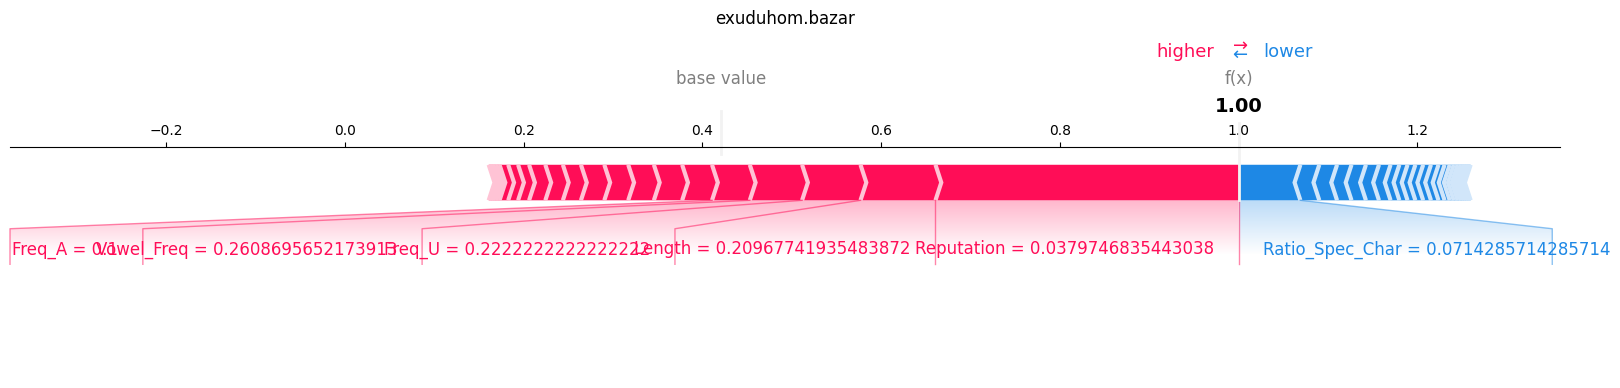 exuduhom.bazar
higher ⇄ lower
base value f(x)
1.00
−0.2 0.0 0.2 0.4 0.6 0.8 1.0 1.2
Freq_A = 0.1 Vowel_Freq = 0.2608695652173913 Freq_U = 0.2222222222222222 Length = 0.20967741935483872 Reputation = 0.0379746835443038 Ratio_Spec_Char = 0.0714285714285714